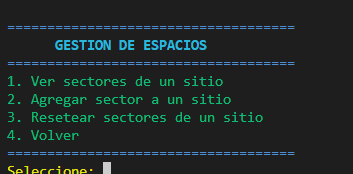 ====================================
GESTION DE ESPACIOS
====================================
1. Ver sectores de un sitio
2. Agregar sector a un sitio
3. Resetear sectores de un sitio
4. Volver
====================================
Seleccione: